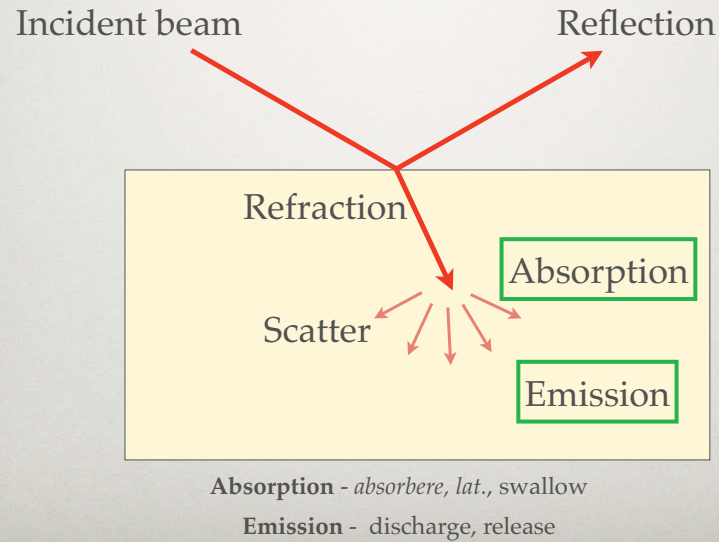 Incident beam
Reflection
Refraction
Absorption
Scatter
Emission
Absorption - absorbere, lat., swallow
Emission - discharge, release